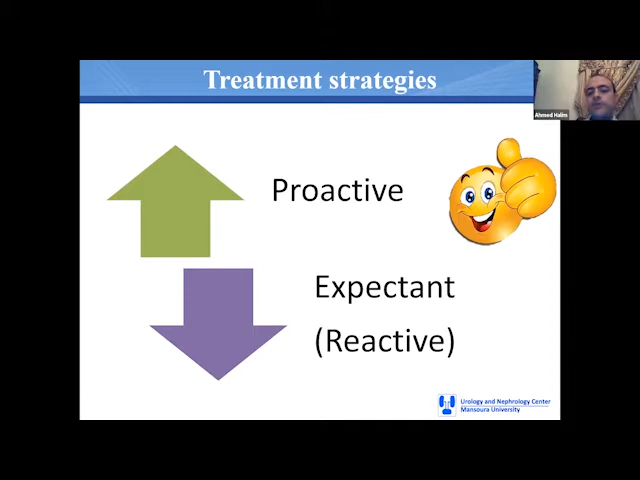 Treatment strategies
Ahmed Halim
Proactive
Expectant
(Reactive)
Urology and Nephrology Center
Mansoura University